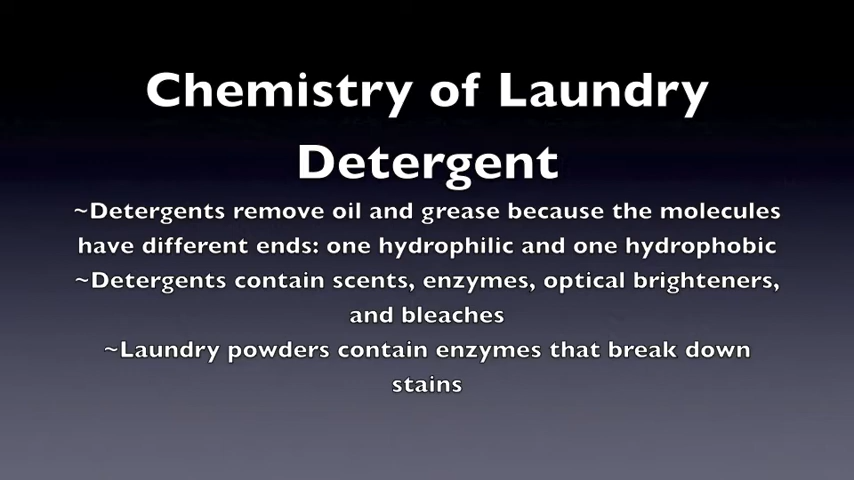 Chemistry of Laundry
Detergent
~Detergents remove oil and grease because the molecules
have different ends: one hydrophilic and one hydrophobic
~Detergents contain scents, enzymes, optical brighteners,
and bleaches
~Laundry powders contain enzymes that break down
stains